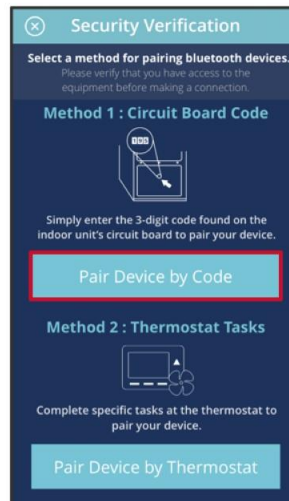 Security Verification
Select a method for pairing bluetooth devices.
Please verify that you have access to the
equipment before making a connection.
Method 1 : Circuit Board Code
Simply enter the 3-digit code found on the
indoor unit's circuit board to pair your device.
Pair Device by Code
Method 2 : Thermostat Tasks
Complete specific tasks at the thermostat to
pair your device.
Pair Device by Thermostat